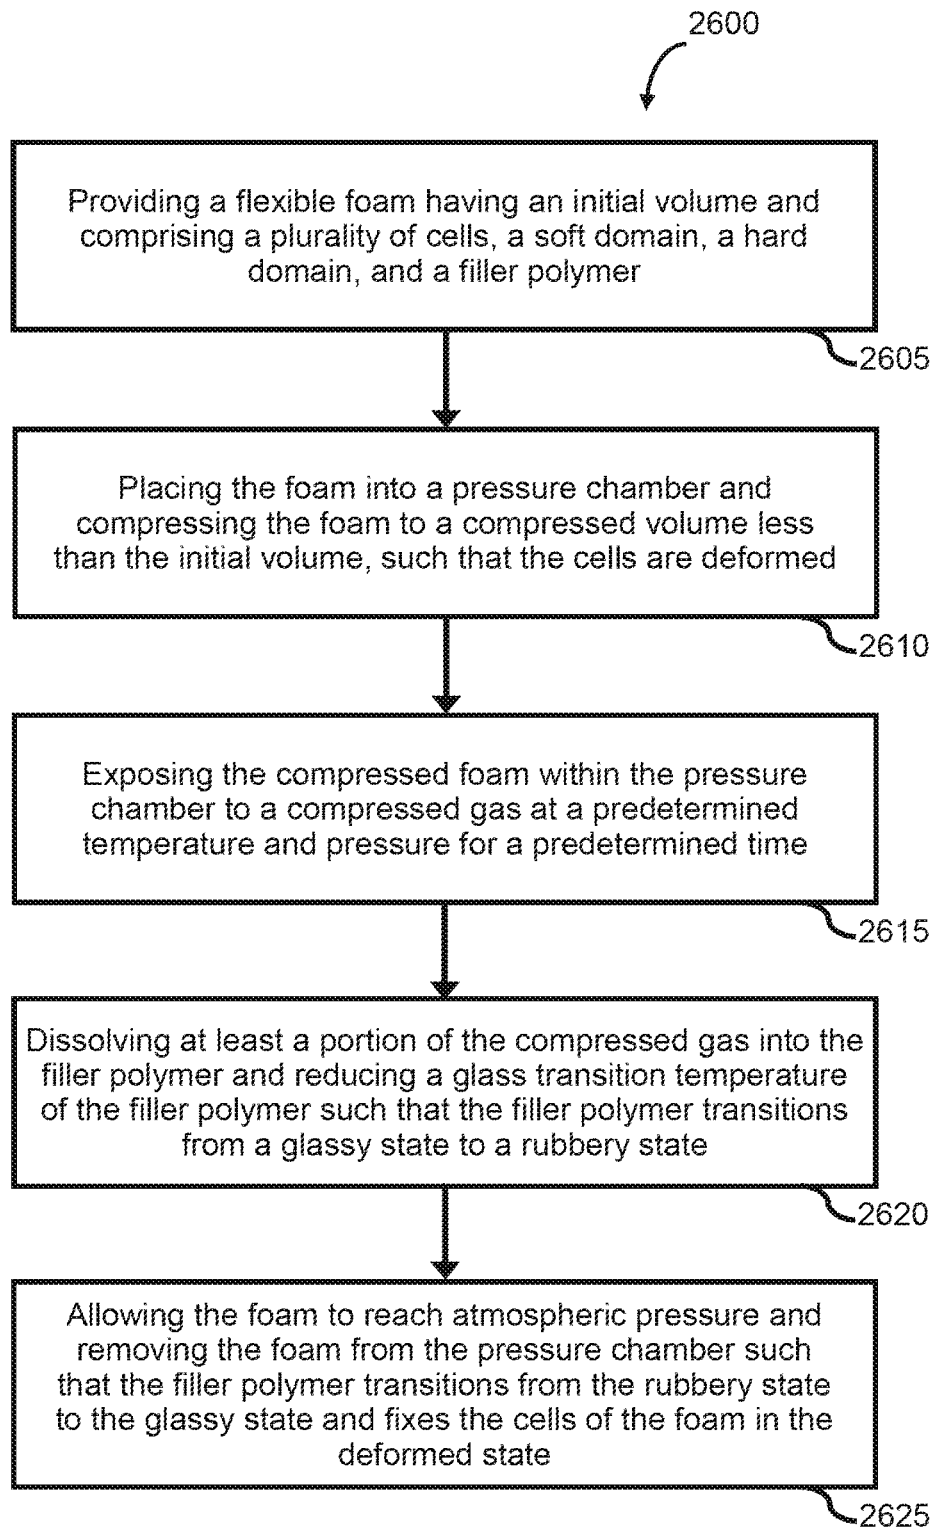 2600
Providing a flexible foam having an initial volume and
comprising a plurality of cells, a soft domain, a hard
domain, and a filler polymer
2605
Placing the foam into a pressure chamber and
compressing the foam to a compressed volume less
than the initial volume, such that the cells are deformed
2610
Exposing the compressed foam within the pressure
chamber to a compressed gas at a predetermined
temperature and pressure for a predetermined time
2615
Dissolving at least a portion of the compressed gas into the
filler polymer and reducing a glass transition temperature
of the filler polymer such that the filler polymer transitions
from a glassy state to a rubbery state
2620
Allowing the foam to reach atmospheric pressure and
removing the foam from the pressure chamber such
that the filler polymer transitions from the rubbery state
to the glassy state and fixes the cells of the foam in the
deformed state
2625